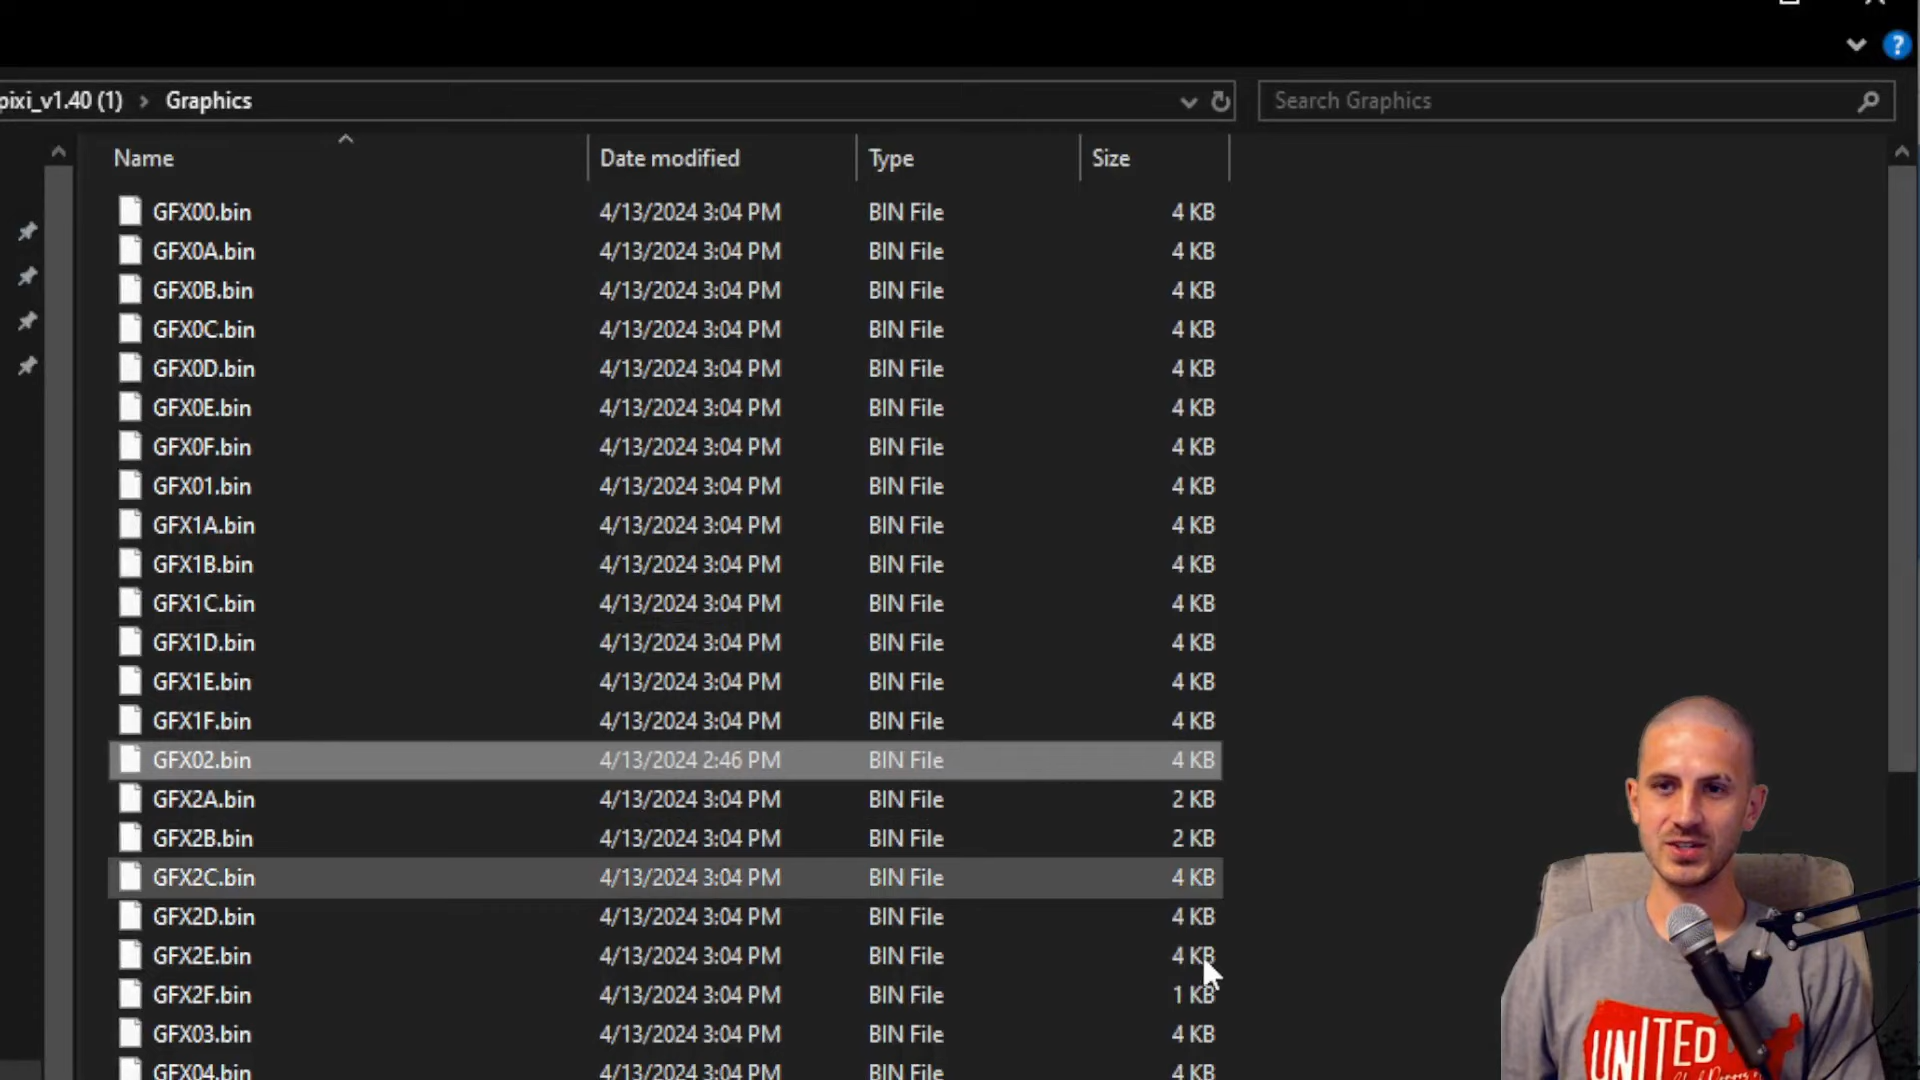 pixi_v1.40 (1) > Graphics
Search Graphics
?
Name Date modified Type Size
GFX00.bin 4/13/2024 3:04 PM BIN File 4 KB
GFX0A.bin 4/13/2024 3:04 PM BIN File 4 KB
GFX0B.bin 4/13/2024 3:04 PM BIN File 4 KB
GFX0C.bin 4/13/2024 3:04 PM BIN File 4 KB
GFX0D.bin 4/13/2024 3:04 PM BIN File 4 KB
GFX0E.bin 4/13/2024 3:04 PM BIN File 4 KB
GFX0F.bin 4/13/2024 3:04 PM BIN File 4 KB
GFX01.bin 4/13/2024 3:04 PM BIN File 4 KB
GFX1A.bin 4/13/2024 3:04 PM BIN File 4 KB
GFX1B.bin 4/13/2024 3:04 PM BIN File 4 KB
GFX1C.bin 4/13/2024 3:04 PM BIN File 4 KB
GFX1D.bin 4/13/2024 3:04 PM BIN File 4 KB
GFX1E.bin 4/13/2024 3:04 PM BIN File 4 KB
GFX1F.bin 4/13/2024 3:04 PM BIN File 4 KB
GFX02.bin 4/13/2024 2:46 PM BIN File 4 KB
GFX2A.bin 4/13/2024 3:04 PM BIN File 2 KB
GFX2B.bin 4/13/2024 3:04 PM BIN File 2 KB
GFX2C.bin 4/13/2024 3:04 PM BIN File 4 KB
GFX2D.bin 4/13/2024 3:04 PM BIN File 4 KB
GFX2E.bin 4/13/2024 3:04 PM BIN File 4 KB
GFX2F.bin 4/13/2024 3:04 PM BIN File 1 KB
GFX03.bin 4/13/2024 3:04 PM BIN File 4 KB
GFX04.bin 4/13/2024 3:04 PM BIN File 4 KB
UNITED